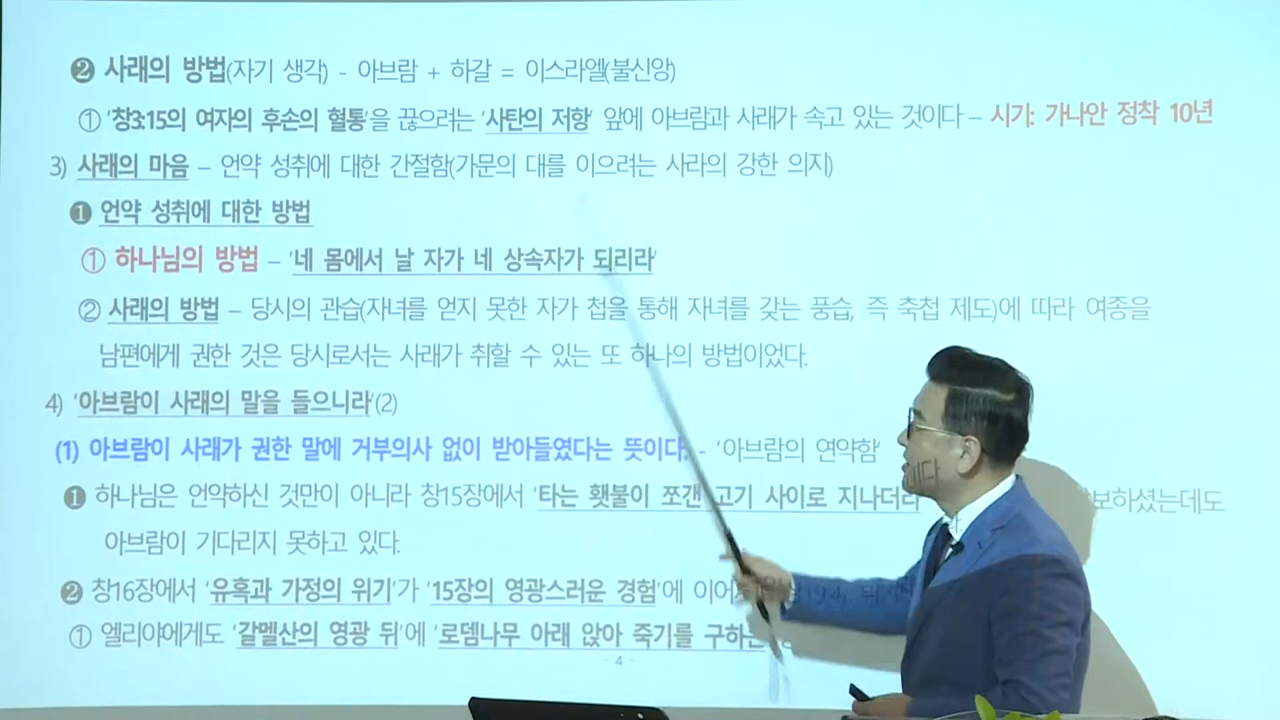 ❷ 사래의 방법(자기 생각) - 아브람 + 하갈 = 이스라엘(불신앙)
① '창3:15의 여자의 후손의 혈통'을 끊으려는 '사탄의 저항' 앞에 아브람과 사래가 속고 있는 것이다 – 시기: 가나안 정착 10년
3) 사래의 마음 – 언약 성취에 대한 간절함(가문의 대를 이으려는 사라의 강한 의지)
❶ 언약 성취에 대한 방법
① 하나님의 방법 – '네 몸에서 날 자가 네 상속자가 되리라'
② 사래의 방법 – 당시의 관습(자녀를 얻지 못한 자가 첩을 통해 자녀를 갖는 풍습, 즉 축첩 제도)에 따라 여종을
남편에게 권한 것은 당시로서는 사래가 취할 수 있는 또 하나의 방법이었다.
4) '아브람이 사래의 말을 들으니라'(2)
(1) 아브람이 사래가 권한 말에 거부의사 없이 받아들였다는 뜻이다. - '아브람의 연약함'
❶ 하나님은 언약하신 것만이 아니라 창15장에서 '타는 횃불이 쪼갠 고기 사이로 지나더라 보하셨는데도
아브람이 기다리지 못하고 있다.
❷ 창16장에서 '유혹과 가정의 위기'가 '15장의 영광스러운 경험'에 이어
① 엘리야에게도 '갈멜산의 영광 뒤'에 '로뎀나무 아래 앉아 죽기를 구하는
- 4 -